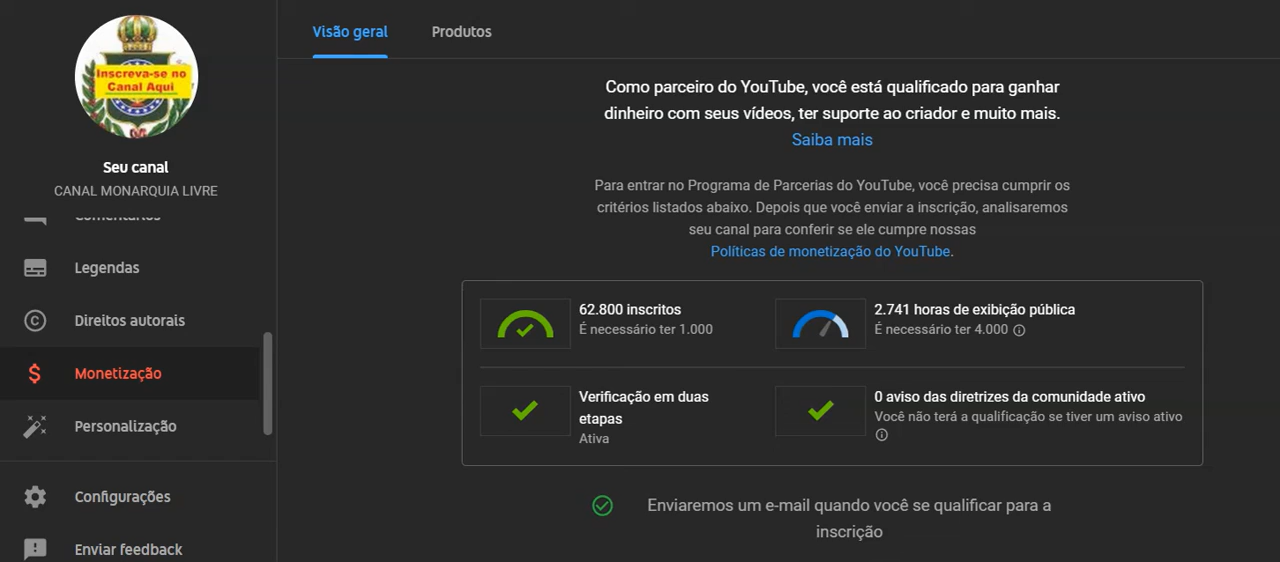 Inscreva-se no
Canal Aqui
Seu canal
CANAL MONARQUIA LIVRE
Comentários
Legendas
Direitos autorais
Monetização
Personalização
Configurações
Enviar feedback
Visão geral
Produtos
Como parceiro do YouTube, você está qualificado para ganhar
dinheiro com seus vídeos, ter suporte ao criador e muito mais.
Saiba mais
Para entrar no Programa de Parcerias do YouTube, você precisa cumprir os
critérios listados abaixo. Depois que você enviar a inscrição, analisaremos
seu canal para conferir se ele cumpre nossas
Políticas de monetização do YouTube.
62.800 inscritos
É necessário ter 1.000
2.741 horas de exibição pública
É necessário ter 4.000
Verificação em duas
etapas
Ativa
0 aviso das diretrizes da comunidade ativo
Você não terá a qualificação se tiver um aviso ativo
Enviaremos um e-mail quando você se qualificar para a
inscrição